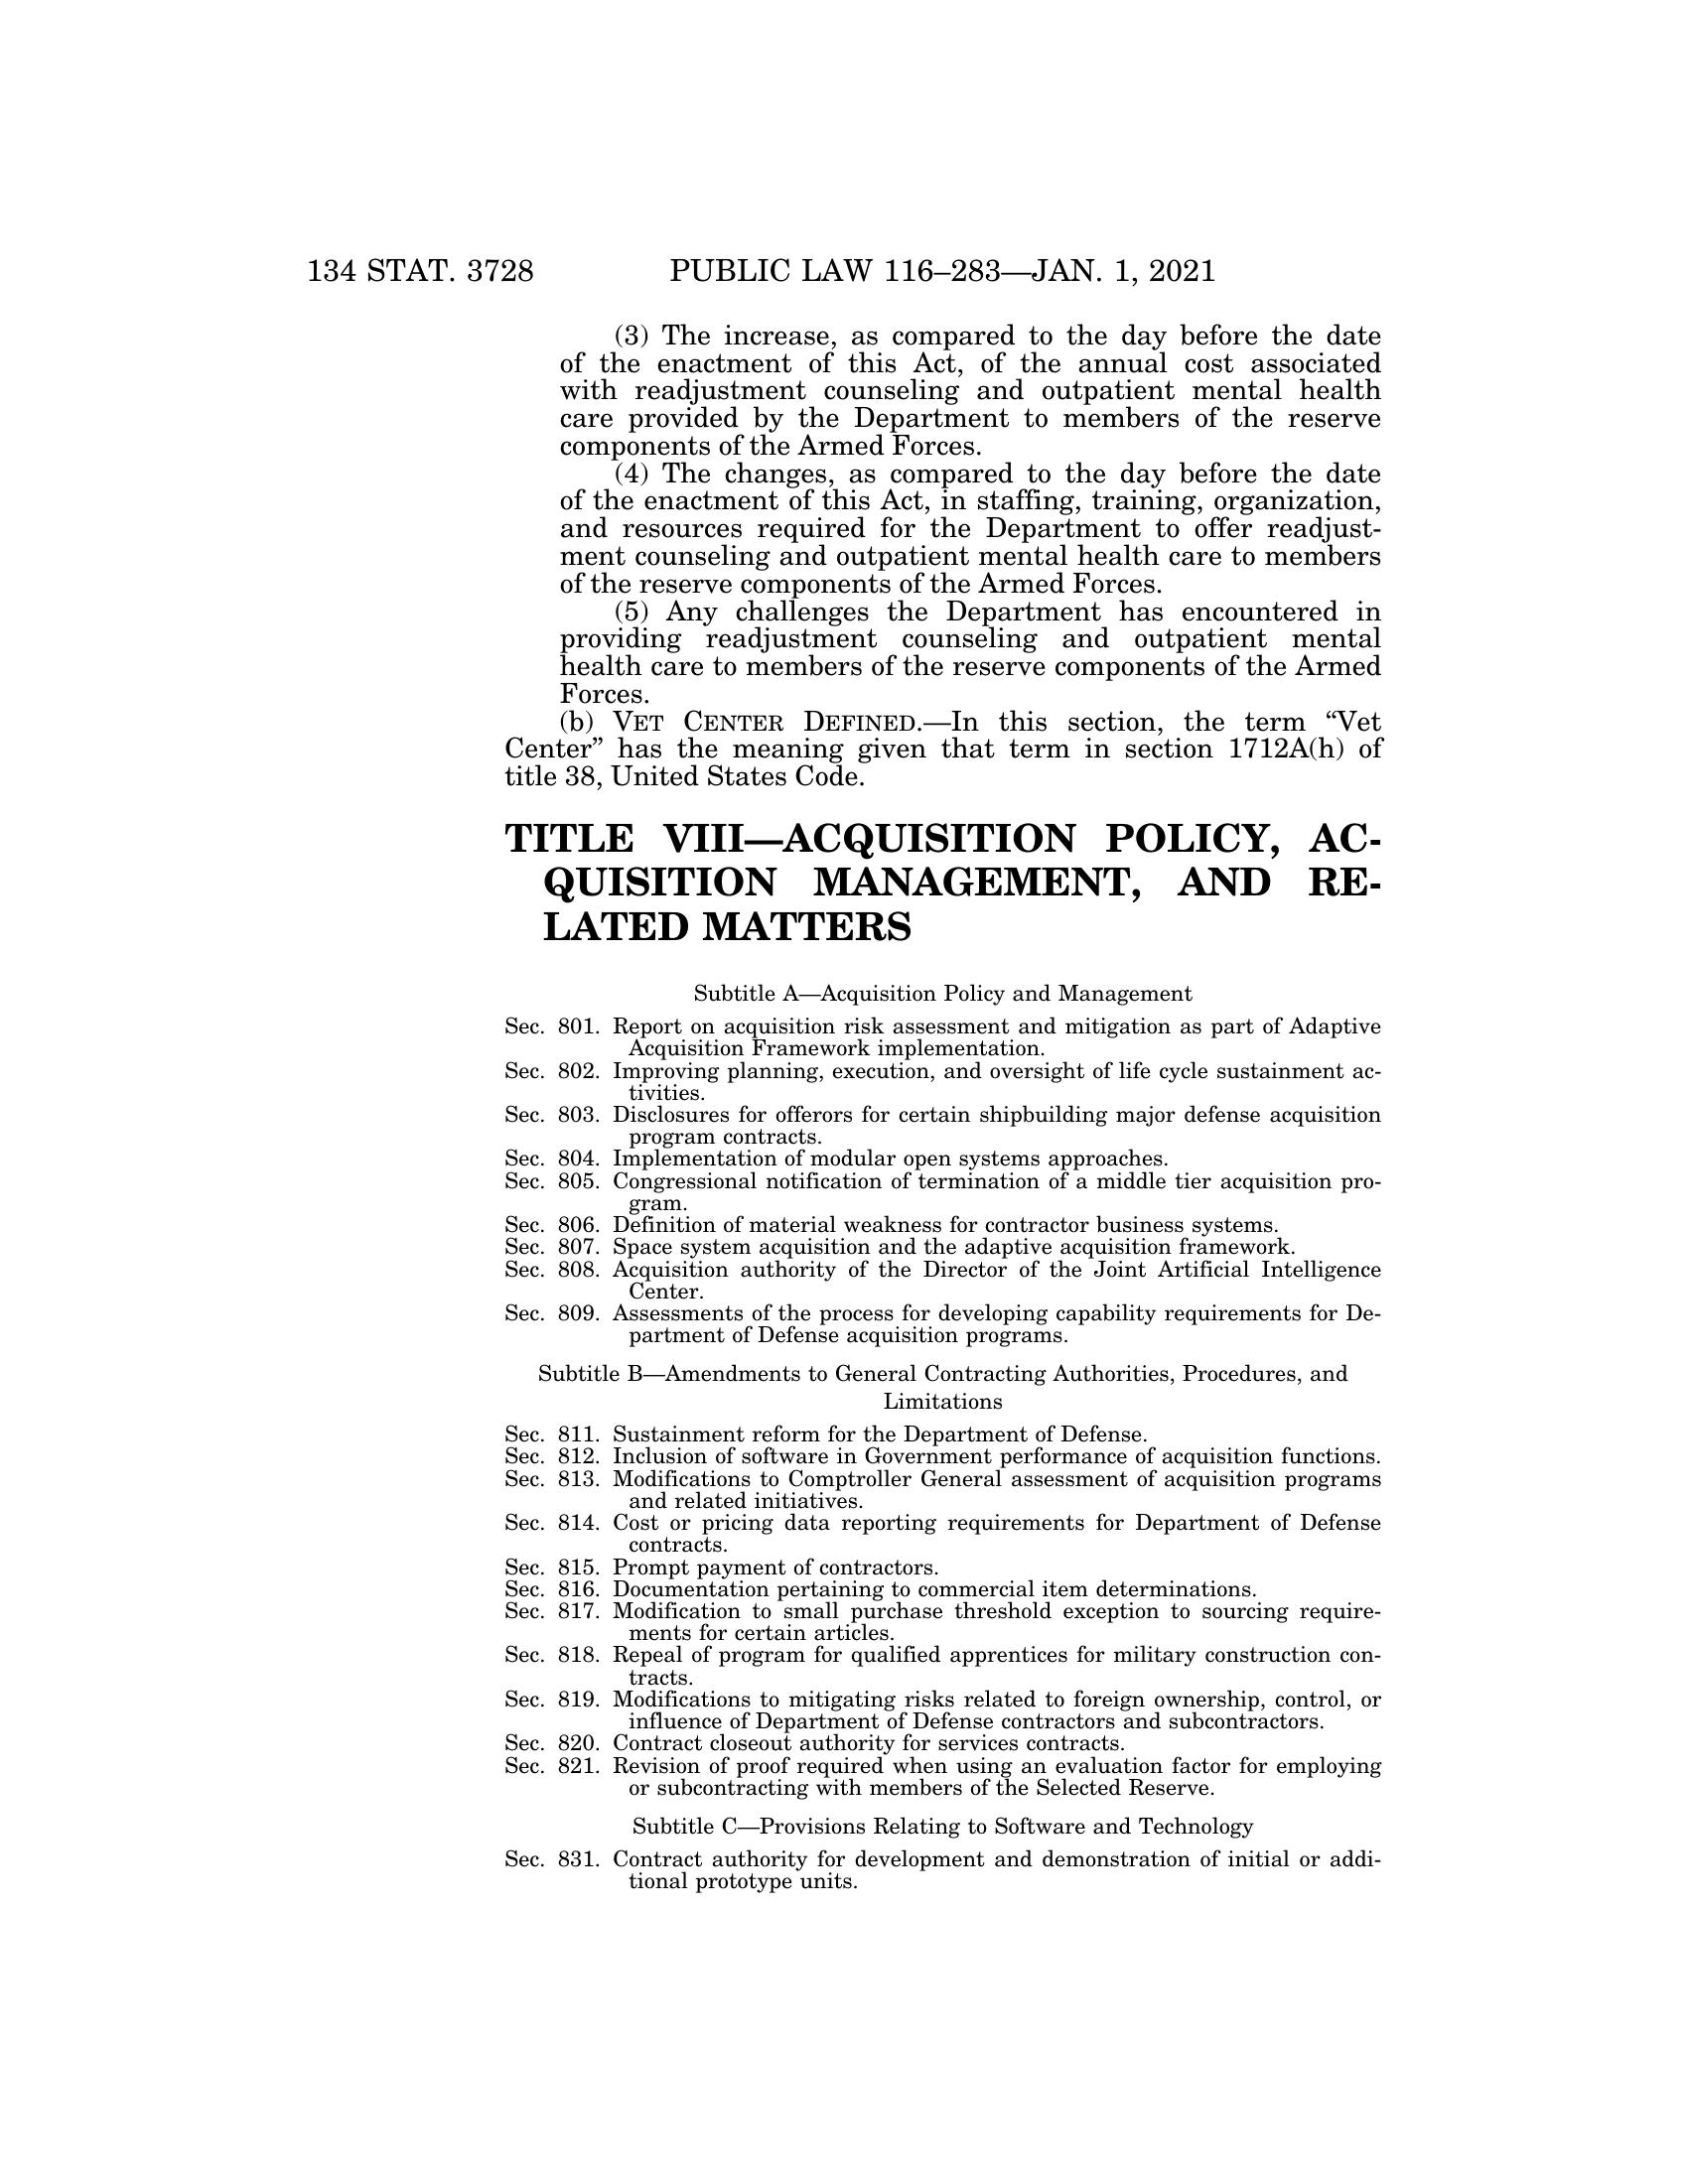 134 STAT. 3728
PUBLIC LAW 116–283—JAN. 1, 2021
(3) The increase, as compared to the day before the date
of the enactment of this Act, of the annual cost associated
with readjustment counseling and outpatient mental health
care provided by the Department to members of the reserve
components of the Armed Forces.
(4) The changes, as compared to the day before the date
of the enactment of this Act, in staffing, training, organization,
and resources required for the Department to offer readjust-
ment counseling and outpatient mental health care to members
of the reserve components of the Armed Forces.
(5) Any challenges the Department has encountered in
providing readjustment counseling and outpatient mental
health care to members of the reserve components of the Armed
Forces.
(b) VET CENTER DEFINED.—In this section, the term “Vet
Center” has the meaning given that term in section 1712A(h) of
title 38, United States Code.
TITLE VIII—ACQUISITION POLICY, AC-
QUISITION MANAGEMENT, AND RE-
LATED MATTERS
Subtitle A—Acquisition Policy and Management
Sec. 801. Report on acquisition risk assessment and mitigation as part of Adaptive
Acquisition Framework implementation.
Sec. 802. Improving planning, execution, and oversight of life cycle sustainment ac-
tivities.
Sec. 803. Disclosures for offerors for certain shipbuilding major defense acquisition
program contracts.
Sec. 804. Implementation of modular open systems approaches.
Sec. 805. Congressional notification of termination of a middle tier acquisition pro-
gram.
Sec. 806. Definition of material weakness for contractor business systems.
Sec. 807. Space system acquisition and the adaptive acquisition framework.
Sec. 808. Acquisition authority of the Director of the Joint Artificial Intelligence
Center.
Sec. 809. Assessments of the process for developing capability requirements for De-
partment of Defense acquisition programs.
Subtitle B—Amendments to General Contracting Authorities, Procedures, and
Limitations
Sec. 811. Sustainment reform for the Department of Defense.
Sec. 812. Inclusion of software in Government performance of acquisition functions.
Sec. 813. Modifications to Comptroller General assessment of acquisition programs
and related initiatives.
Sec. 814. Cost or pricing data reporting requirements for Department of Defense
contracts.
Sec. 815. Prompt payment of contractors.
Sec. 816. Documentation pertaining to commercial item determinations.
Sec. 817. Modification to small purchase threshold exception to sourcing require-
ments for certain articles.
Sec. 818. Repeal of program for qualified apprentices for military construction con-
tracts.
Sec. 819. Modifications to mitigating risks related to foreign ownership, control, or
influence of Department of Defense contractors and subcontractors.
Sec. 820. Contract closeout authority for services contracts.
Sec. 821. Revision of proof required when using an evaluation factor for employing
or subcontracting with members of the Selected Reserve.
Subtitle C—Provisions Relating to Software and Technology
Sec. 831. Contract authority for development and demonstration of initial or addi-
tional prototype units.